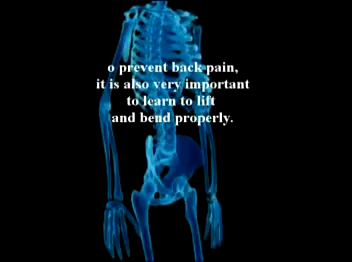 o prevent back pain,
it is also very important
to learn to lift
and bend properly.